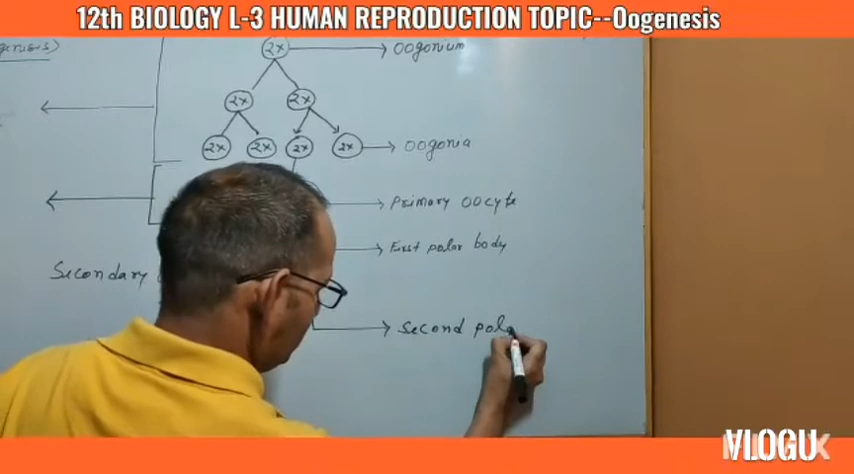 12th BIOLOGY L-3 HUMAN REPRODUCTION TOPIC--Oogenesis
2x → oogonium
2x 2x
2x 2x 2x 2x → oogonia
Primary oocyte
First polar body
Secondary
Second pola
VLOGU